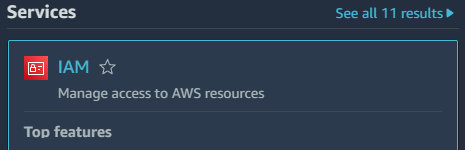 Services
See all 11 results
IAM
Manage access to AWS resources
Top features